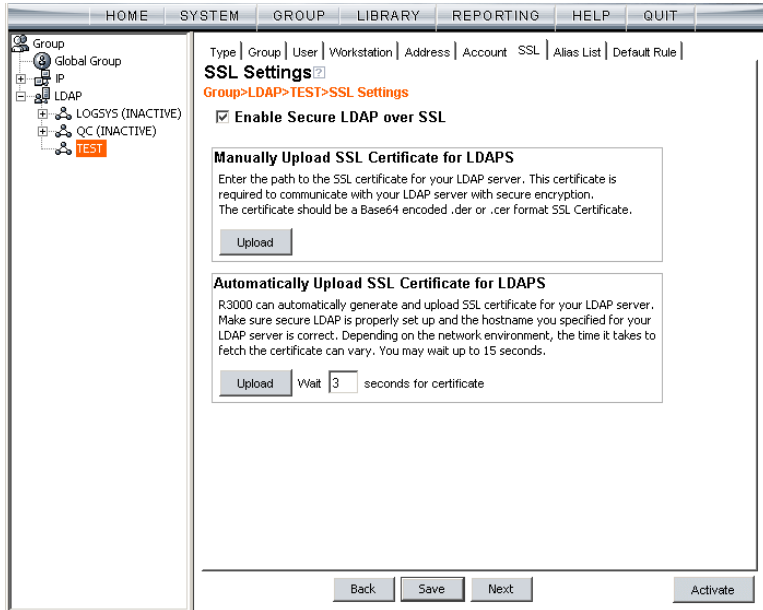 HOME SYSTEM GROUP LIBRARY REPORTING HELP QUIT
Group
Global Group
IP
LDAP
LOGSYS (INACTIVE)
QC (INACTIVE)
TEST
Type | Group | User | Workstation | Address | Account SSL | Alias List | Default Rule |
SSL Settings ?
Group>LDAP>TEST>SSL Settings
Enable Secure LDAP over SSL
Manually Upload SSL Certificate for LDAPS
Enter the path to the SSL certificate for your LDAP server. This certificate is
required to communicate with your LDAP server with secure encryption.
The certificate should be a Base64 encoded .der or .cer format SSL Certificate.
Upload
Automatically Upload SSL Certificate for LDAPS
R3000 can automatically generate and upload SSL certificate for your LDAP server.
Make sure secure LDAP is properly set up and the hostname you specified for your
LDAP server is correct. Depending on the network environment, the time it takes to
fetch the certificate can vary. You may wait up to 15 seconds.
Upload Wait 3 seconds for certificate
Back Save Next Activate